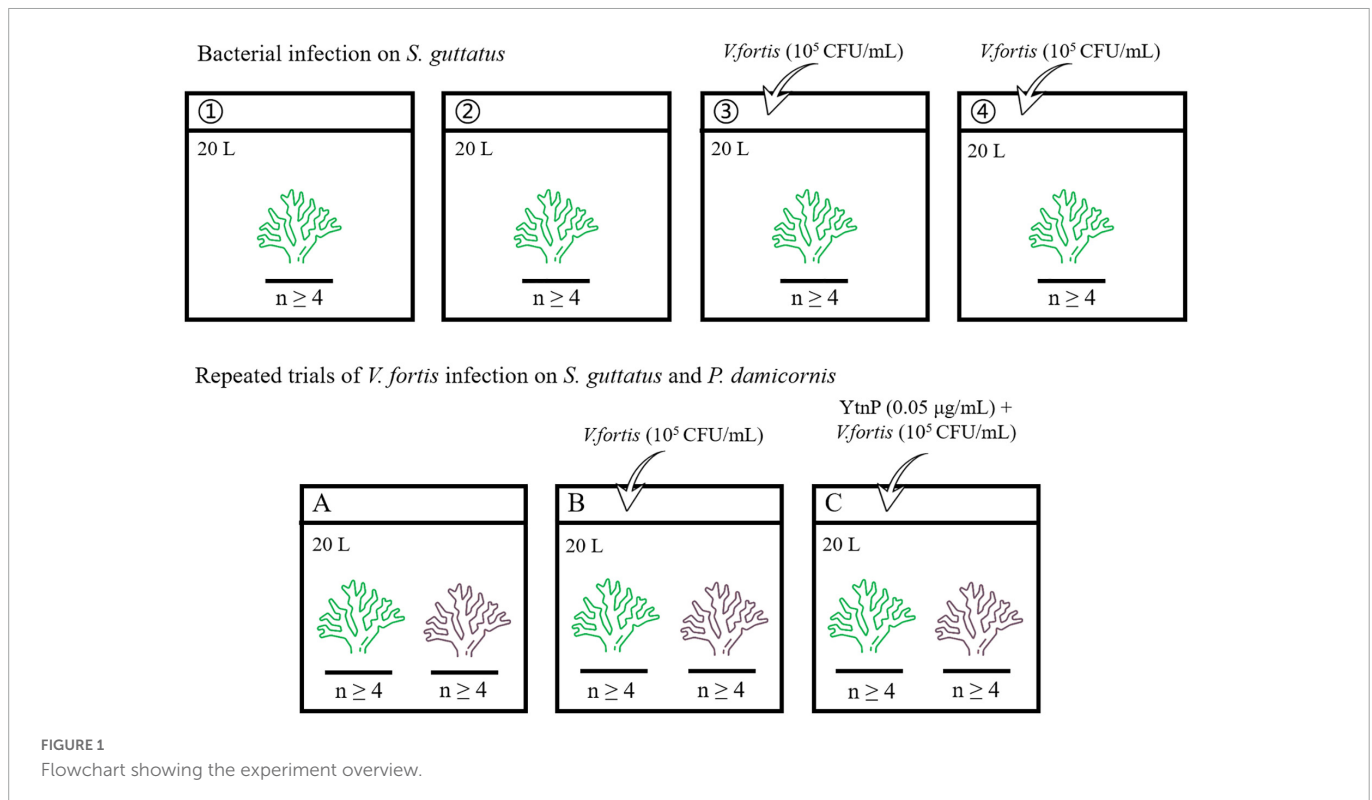 Bacterial infection on S. guttatus
V.fortis (10⁵ CFU/mL)
V.fortis (10⁵ CFU/mL)
①
②
③
④
20 L
20 L
20 L
20 L
n ≥ 4
n ≥ 4
n ≥ 4
n ≥ 4
Repeated trials of V. fortis infection on S. guttatus and P. damicornis
V.fortis (10⁵ CFU/mL)
YtnP (0.05 μg/mL) +
V.fortis (10⁵ CFU/mL)
A
B
C
20 L
20 L
20 L
n ≥ 4
n ≥ 4
n ≥ 4
n ≥ 4
n ≥ 4
n ≥ 4
FIGURE 1
Flowchart showing the experiment overview.